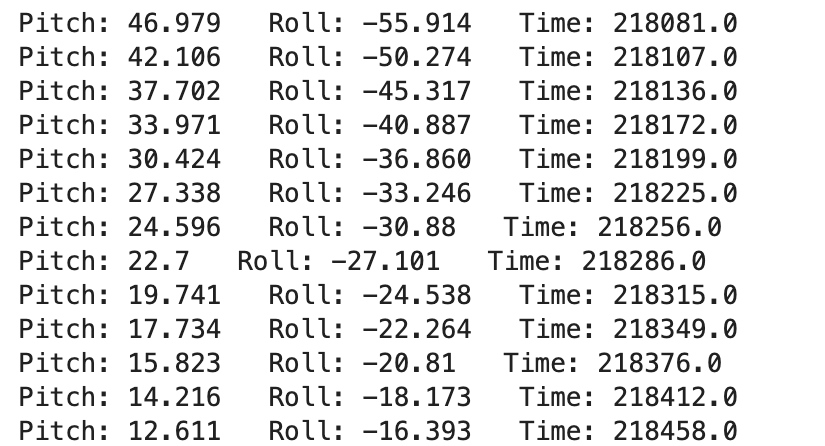 Pitch: 46.979   Roll: -55.914   Time: 218081.0
Pitch: 42.106   Roll: -50.274   Time: 218107.0
Pitch: 37.702   Roll: -45.317   Time: 218136.0
Pitch: 33.971   Roll: -40.887   Time: 218172.0
Pitch: 30.424   Roll: -36.860   Time: 218199.0
Pitch: 27.338   Roll: -33.246   Time: 218225.0
Pitch: 24.596   Roll: -30.88   Time: 218256.0
Pitch: 22.7   Roll: -27.101   Time: 218286.0
Pitch: 19.741   Roll: -24.538   Time: 218315.0
Pitch: 17.734   Roll: -22.264   Time: 218349.0
Pitch: 15.823   Roll: -20.81   Time: 218376.0
Pitch: 14.216   Roll: -18.173   Time: 218412.0
Pitch: 12.611   Roll: -16.393   Time: 218458.0